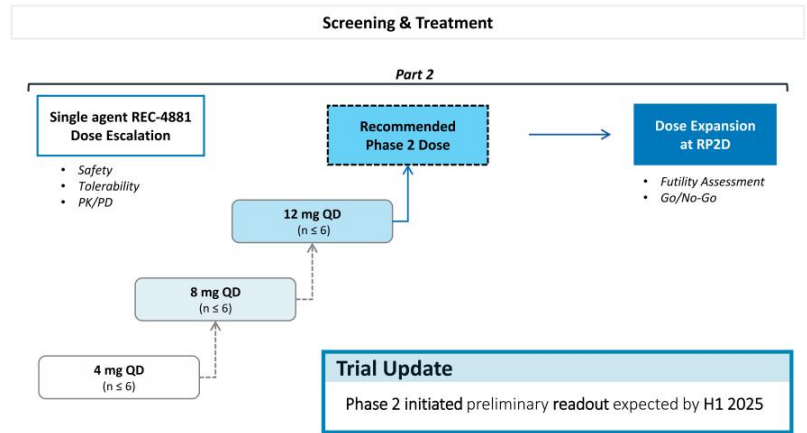 Screening & Treatment
Part 2
Single agent REC-4881
Dose Escalation
• Safety
• Tolerability
• PK/PD
Recommended
Phase 2 Dose
Dose Expansion
at RP2D
• Futility Assessment
• Go/No-Go
12 mg QD
(n ≤ 6)
8 mg QD
(n ≤ 6)
4 mg QD
(n ≤ 6)
Trial Update
Phase 2 initiated preliminary readout expected by H1 2025